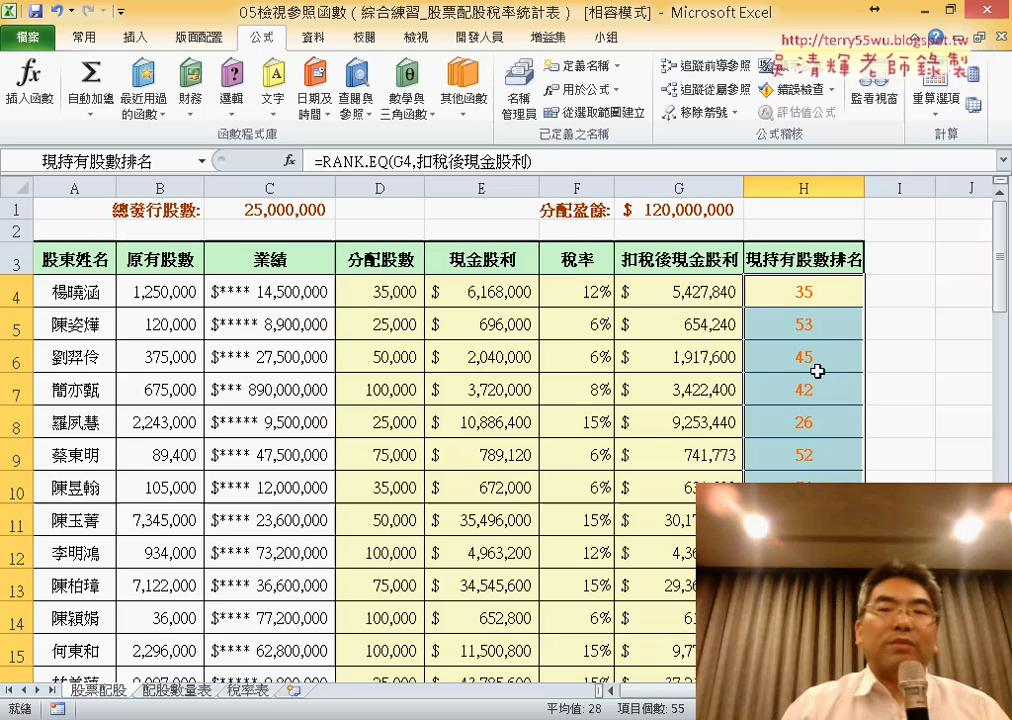 05檢視參照函數（綜合練習_股票配股稅率統計表） [相容模式] - Microsoft Excel
檔案 常用 插入 版面配置 公式 資料 校閱 檢視 開發人員 增益集 小組
http://terry55wu.blogspot.tw
吳清輝老師錄製
插入函數 自動加總 最近用過的函數 財務 邏輯 文字 日期及時間 查閱與參照 數學與三角函數 其他函數 名稱管理員 定義名稱 用於公式 從選取範圍建立 追蹤前導參照 追蹤從屬參照 移除箭號 錯誤檢查 評估值公式 監看視窗 重算選項
函數程式庫 已定義之名稱 公式稽核 計算
現持有股數排名 fx =RANK.EQ(G4,扣稅後現金股利)
A B C D E F G H I J
1 總發行股數: 25,000,000 分配盈餘: $ 120,000,000
2
3 股東姓名 原有股數 業績 分配股數 現金股利 稅率 扣稅後現金股利 現持有股數排名
4 楊曉涵 1,250,000 $**** 14,500,000 35,000 $ 6,168,000 12% $ 5,427,840 35
5 陳姿燁 120,000 $***** 8,900,000 25,000 $ 696,000 6% $ 654,240 53
6 劉羿伶 375,000 $**** 27,500,000 50,000 $ 2,040,000 6% $ 1,917,600 45
7 簡亦甄 675,000 $*** 890,000,000 100,000 $ 3,720,000 8% $ 3,422,400 42
8 羅夙慧 2,243,000 $***** 9,500,000 25,000 $ 10,886,400 15% $ 9,253,440 26
9 蔡東明 89,400 $**** 47,500,000 75,000 $ 789,120 6% $ 741,773 52
10 陳昱翰 105,000 $**** 12,000,000 35,000 $ 672,000 6% $
11 陳玉菁 7,345,000 $**** 23,600,000 50,000 $ 35,496,000 15% $
12 李明鴻 934,000 $**** 73,200,000 100,000 $ 4,963,200 12% $
13 陳柏瑋 7,122,000 $**** 36,600,000 75,000 $ 34,545,600 15% $
14 陳穎娟 36,000 $**** 77,200,000 100,000 $ 652,800 6% $
15 何東和 2,296,000 $**** 62,800,000 100,000 $ 11,500,800 15% $
股票配股 配股數量表 稅率表
就緒 平均值: 28 項目個數: 55